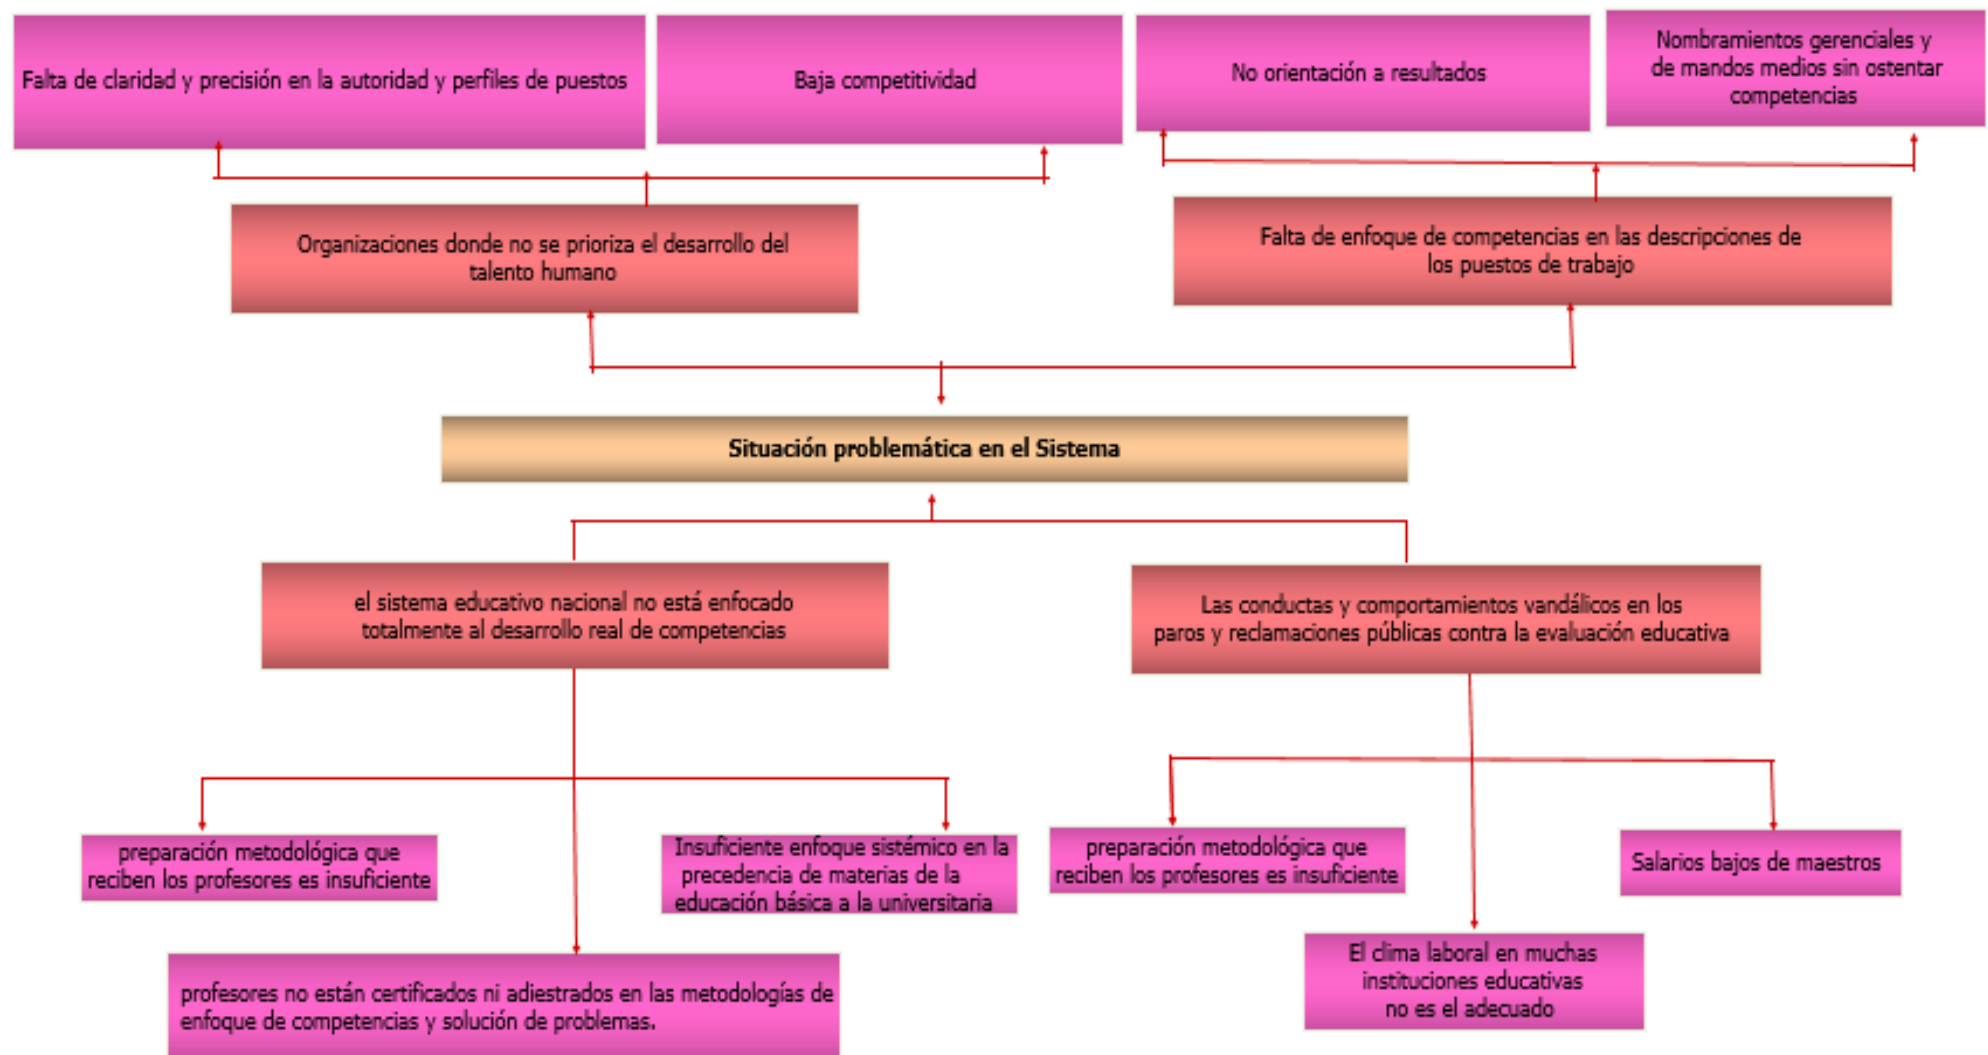 Falta de claridad y precisión en la autoridad y perfiles de puestos
Baja competitividad
No orientación a resultados
Nombramientos gerenciales y
de mandos medios sin ostentar
competencias
Organizaciones donde no se prioriza el desarrollo del
talento humano
Falta de enfoque de competencias en las descripciones de
los puestos de trabajo
Situación problemática en el Sistema
el sistema educativo nacional no está enfocado
totalmente al desarrollo real de competencias
Las conductas y comportamientos vandálicos en los
paros y reclamaciones públicas contra la evaluación educativa
preparación metodológica que
reciben los profesores es insuficiente
Insuficiente enfoque sistémico en la
precedencia de materias de la
educación básica a la universitaria
preparación metodológica que
reciben los profesores es insuficiente
Salarios bajos de maestros
profesores no están certificados ni adiestrados en las metodologías de
enfoque de competencias y solución de problemas.
El clima laboral en muchas
instituciones educativas
no es el adecuado